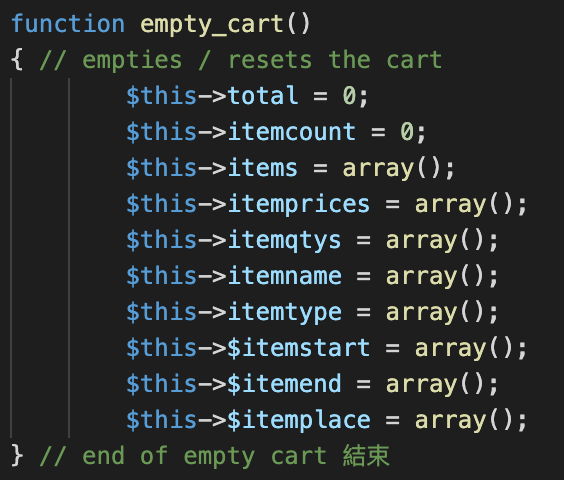 function empty_cart()
{ // empties / resets the cart
$this->total = 0;
$this->itemcount = 0;
$this->items = array();
$this->itemprices = array();
$this->itemqtys = array();
$this->itemname = array();
$this->itemtype = array();
$this->$itemstart = array();
$this->$itemend = array();
$this->$itemplace = array();
} // end of empty cart 結束